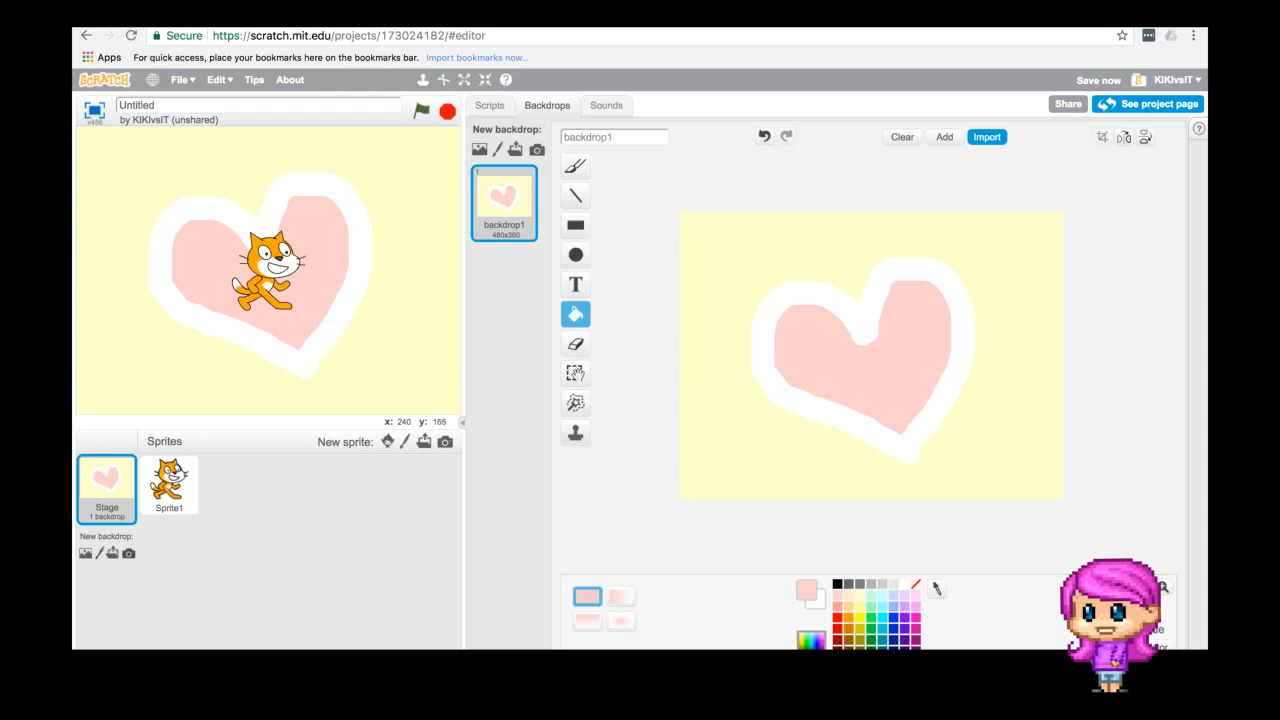 Secure https://scratch.mit.edu/projects/173024182/#editor
Apps For quick access, place your bookmarks here on the bookmarks bar. Import bookmarks now...
SCRATCH File Edit Tips About Save now KIKIvsIT
Untitled
by KIKIvsIT (unshared)
v456
Scripts Backdrops Sounds
Share See project page
New backdrop:
backdrop1
Clear Add Import
1
backdrop1
480x360
T
x: 240 y: 165
Sprites New sprite:
Stage
1 backdrop
Sprite1
New backdrop: